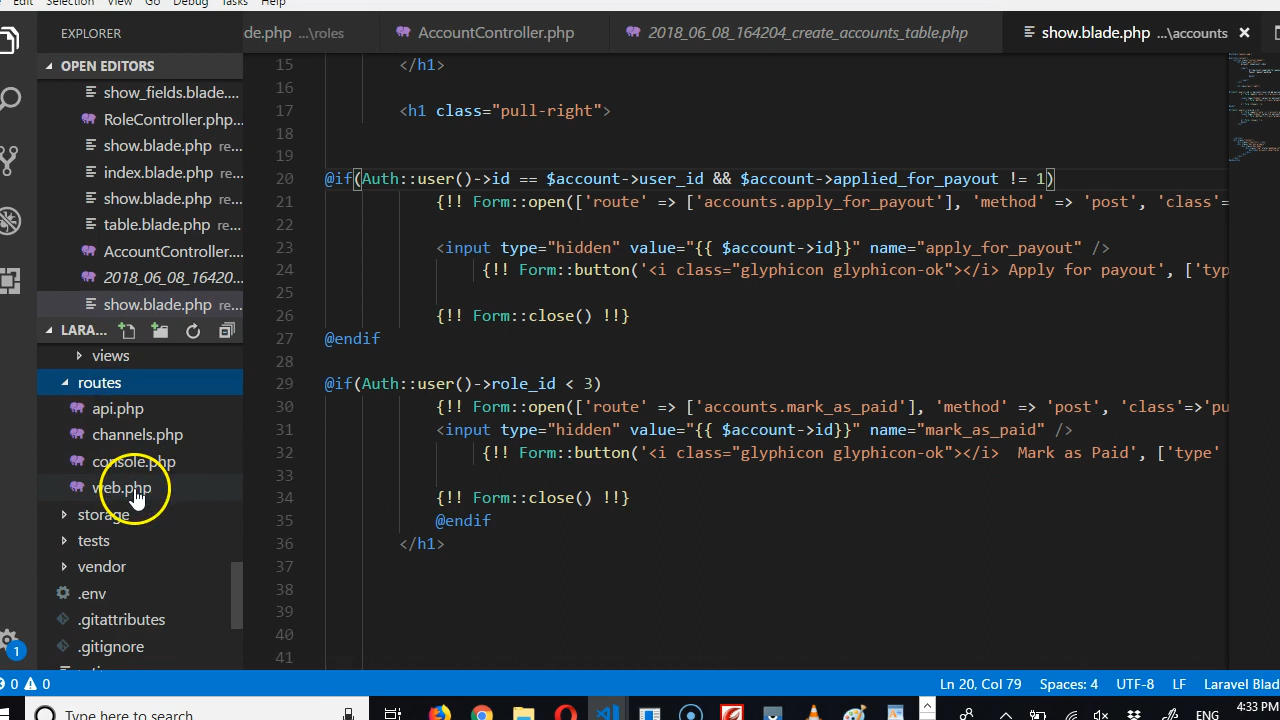 Edit Selection View Go Debug Tasks Help
EXPLORER
de.php ...\roles
AccountController.php
2018_06_08_164204_create_accounts_table.php
show.blade.php ...\accounts
OPEN EDITORS
show_fields.blade....
RoleController.php...
show.blade.php re...
index.blade.php re...
show.blade.php re...
table.blade.php re...
AccountController....
2018_06_08_16420...
show.blade.php re...
LARA...
views
routes
api.php
channels.php
console.php
web.php
storage
tests
vendor
.env
.gitattributes
.gitignore
15 </h1>
16
17 <h1 class="pull-right">
18
19
20 @if(Auth::user()->id == $account->user_id && $account->applied_for_payout != 1)
21 {!! Form::open(['route' => ['accounts.apply_for_payout'], 'method' => 'post', 'class'=
22
23 <input type="hidden" value="{{ $account->id}}" name="apply_for_payout" />
24 {!! Form::button('<i class="glyphicon glyphicon-ok"></i> Apply for payout', ['typ
25
26 {!! Form::close() !!}
27 @endif
28
29 @if(Auth::user()->role_id < 3)
30 {!! Form::open(['route' => ['accounts.mark_as_paid'], 'method' => 'post', 'class'=>'pu
31 <input type="hidden" value="{{ $account->id}}" name="mark_as_paid" />
32 {!! Form::button('<i class="glyphicon glyphicon-ok"></i>  Mark as Paid', ['type'
33
34 {!! Form::close() !!}
35 @endif
36 </h1>
37
38
39
40
41
0 0
Ln 20, Col 79 Spaces: 4 UTF-8 LF Laravel Blad
1
Type here to search
ENG
4:33 PM